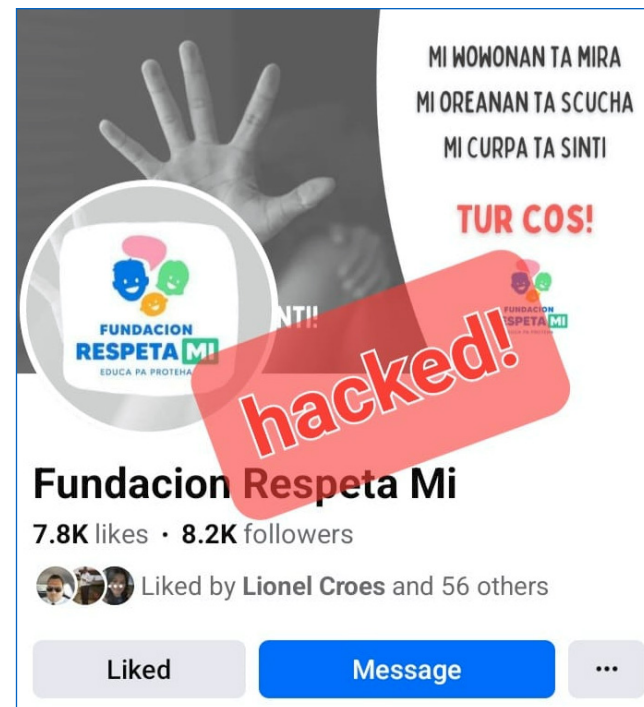 MI WOWONAN TA MIRA
MI OREANAN TA SCUCHA
MI CURPA TA SINTI
TUR COS!
FUNDACION
RESPETA MI
EDUCA PA PROTEHA
NTI!
FUNDACION
SPETA MI
hacked!
Fundacion Respeta Mi
7.8K likes · 8.2K followers
Liked by Lionel Croes and 56 others
Liked
Message